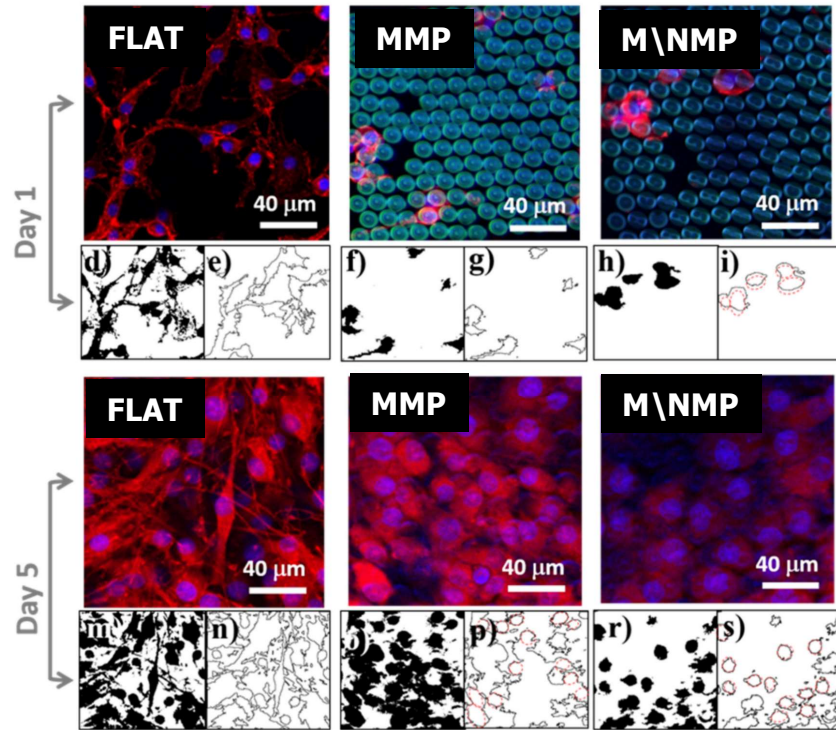 Day 1
FLAT
MMP
M\NMP
40 μm
40 μm
40 μm
d)
e)
f)
g)
h)
i)
Day 5
FLAT
MMP
M\NMP
40 μm
40 μm
40 μm
m
n)
p)
r)
s)